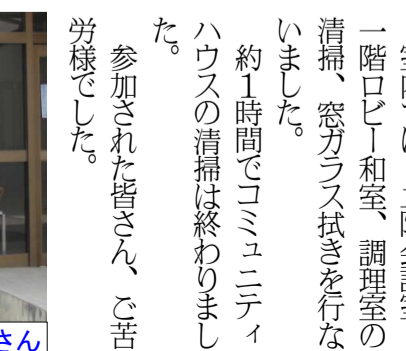 一階ロビー和室、調理室の
清掃、窓ガラス拭きを行な
いました。
約１時間でコミュニティ
ハウスの清掃は終わりまし
た。
参加された皆さん、ご苦
労様でした。
さん